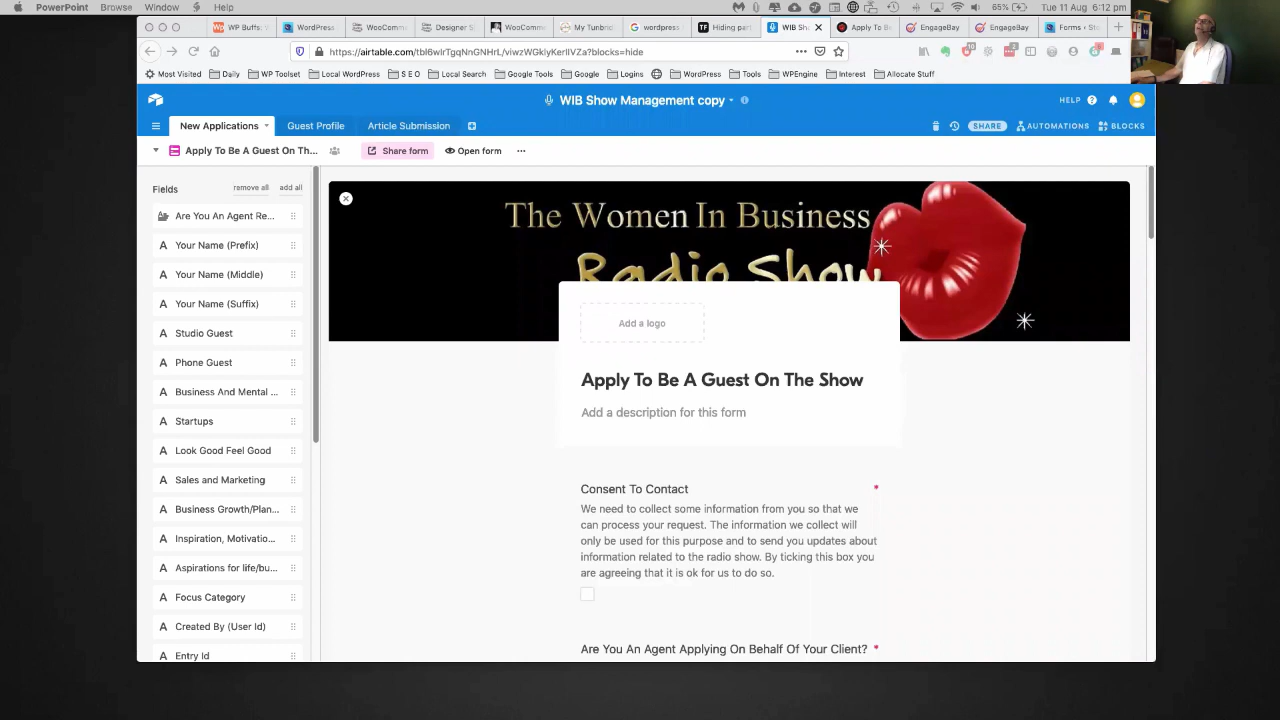 PowerPoint Browse Window Help 65% Tue 11 Aug 6:12 pm
WP Buffs: WordPress WooComm Designer S WooComm My Tunbrid wordpress Hiding part WIB Sho Apply To Be EngageBay EngageBay Forms ‹ Sto
https://airtable.com/tbl6wIrTgqNnGNHrL/viwzWGklyKerIIVZa?blocks=hide
Most Visited Daily WP Toolset Local WordPress S E O Local Search Google Tools Google Logins WordPress Tools WPEngine Interest Allocate Stuff
WIB Show Management copy
HELP
New Applications Guest Profile Article Submission
SHARE AUTOMATIONS BLOCKS
Apply To Be A Guest On Th... Share form Open form ...
Fields remove all add all
Are You An Agent Re...
Your Name (Prefix)
Your Name (Middle)
Your Name (Suffix)
Studio Guest
Phone Guest
Business And Mental ...
Startups
Look Good Feel Good
Sales and Marketing
Business Growth/Plan...
Inspiration, Motivatio...
Aspirations for life/bu...
Focus Category
Created By (User Id)
Entry Id
The Women In Business
Radio Show
Add a logo
Apply To Be A Guest On The Show
Add a description for this form
Consent To Contact *
We need to collect some information from you so that we
can process your request. The information we collect will
only be used for this purpose and to send you updates about
information related to the radio show. By ticking this box you
are agreeing that it is ok for us to do so.
Are You An Agent Applying On Behalf Of Your Client? *